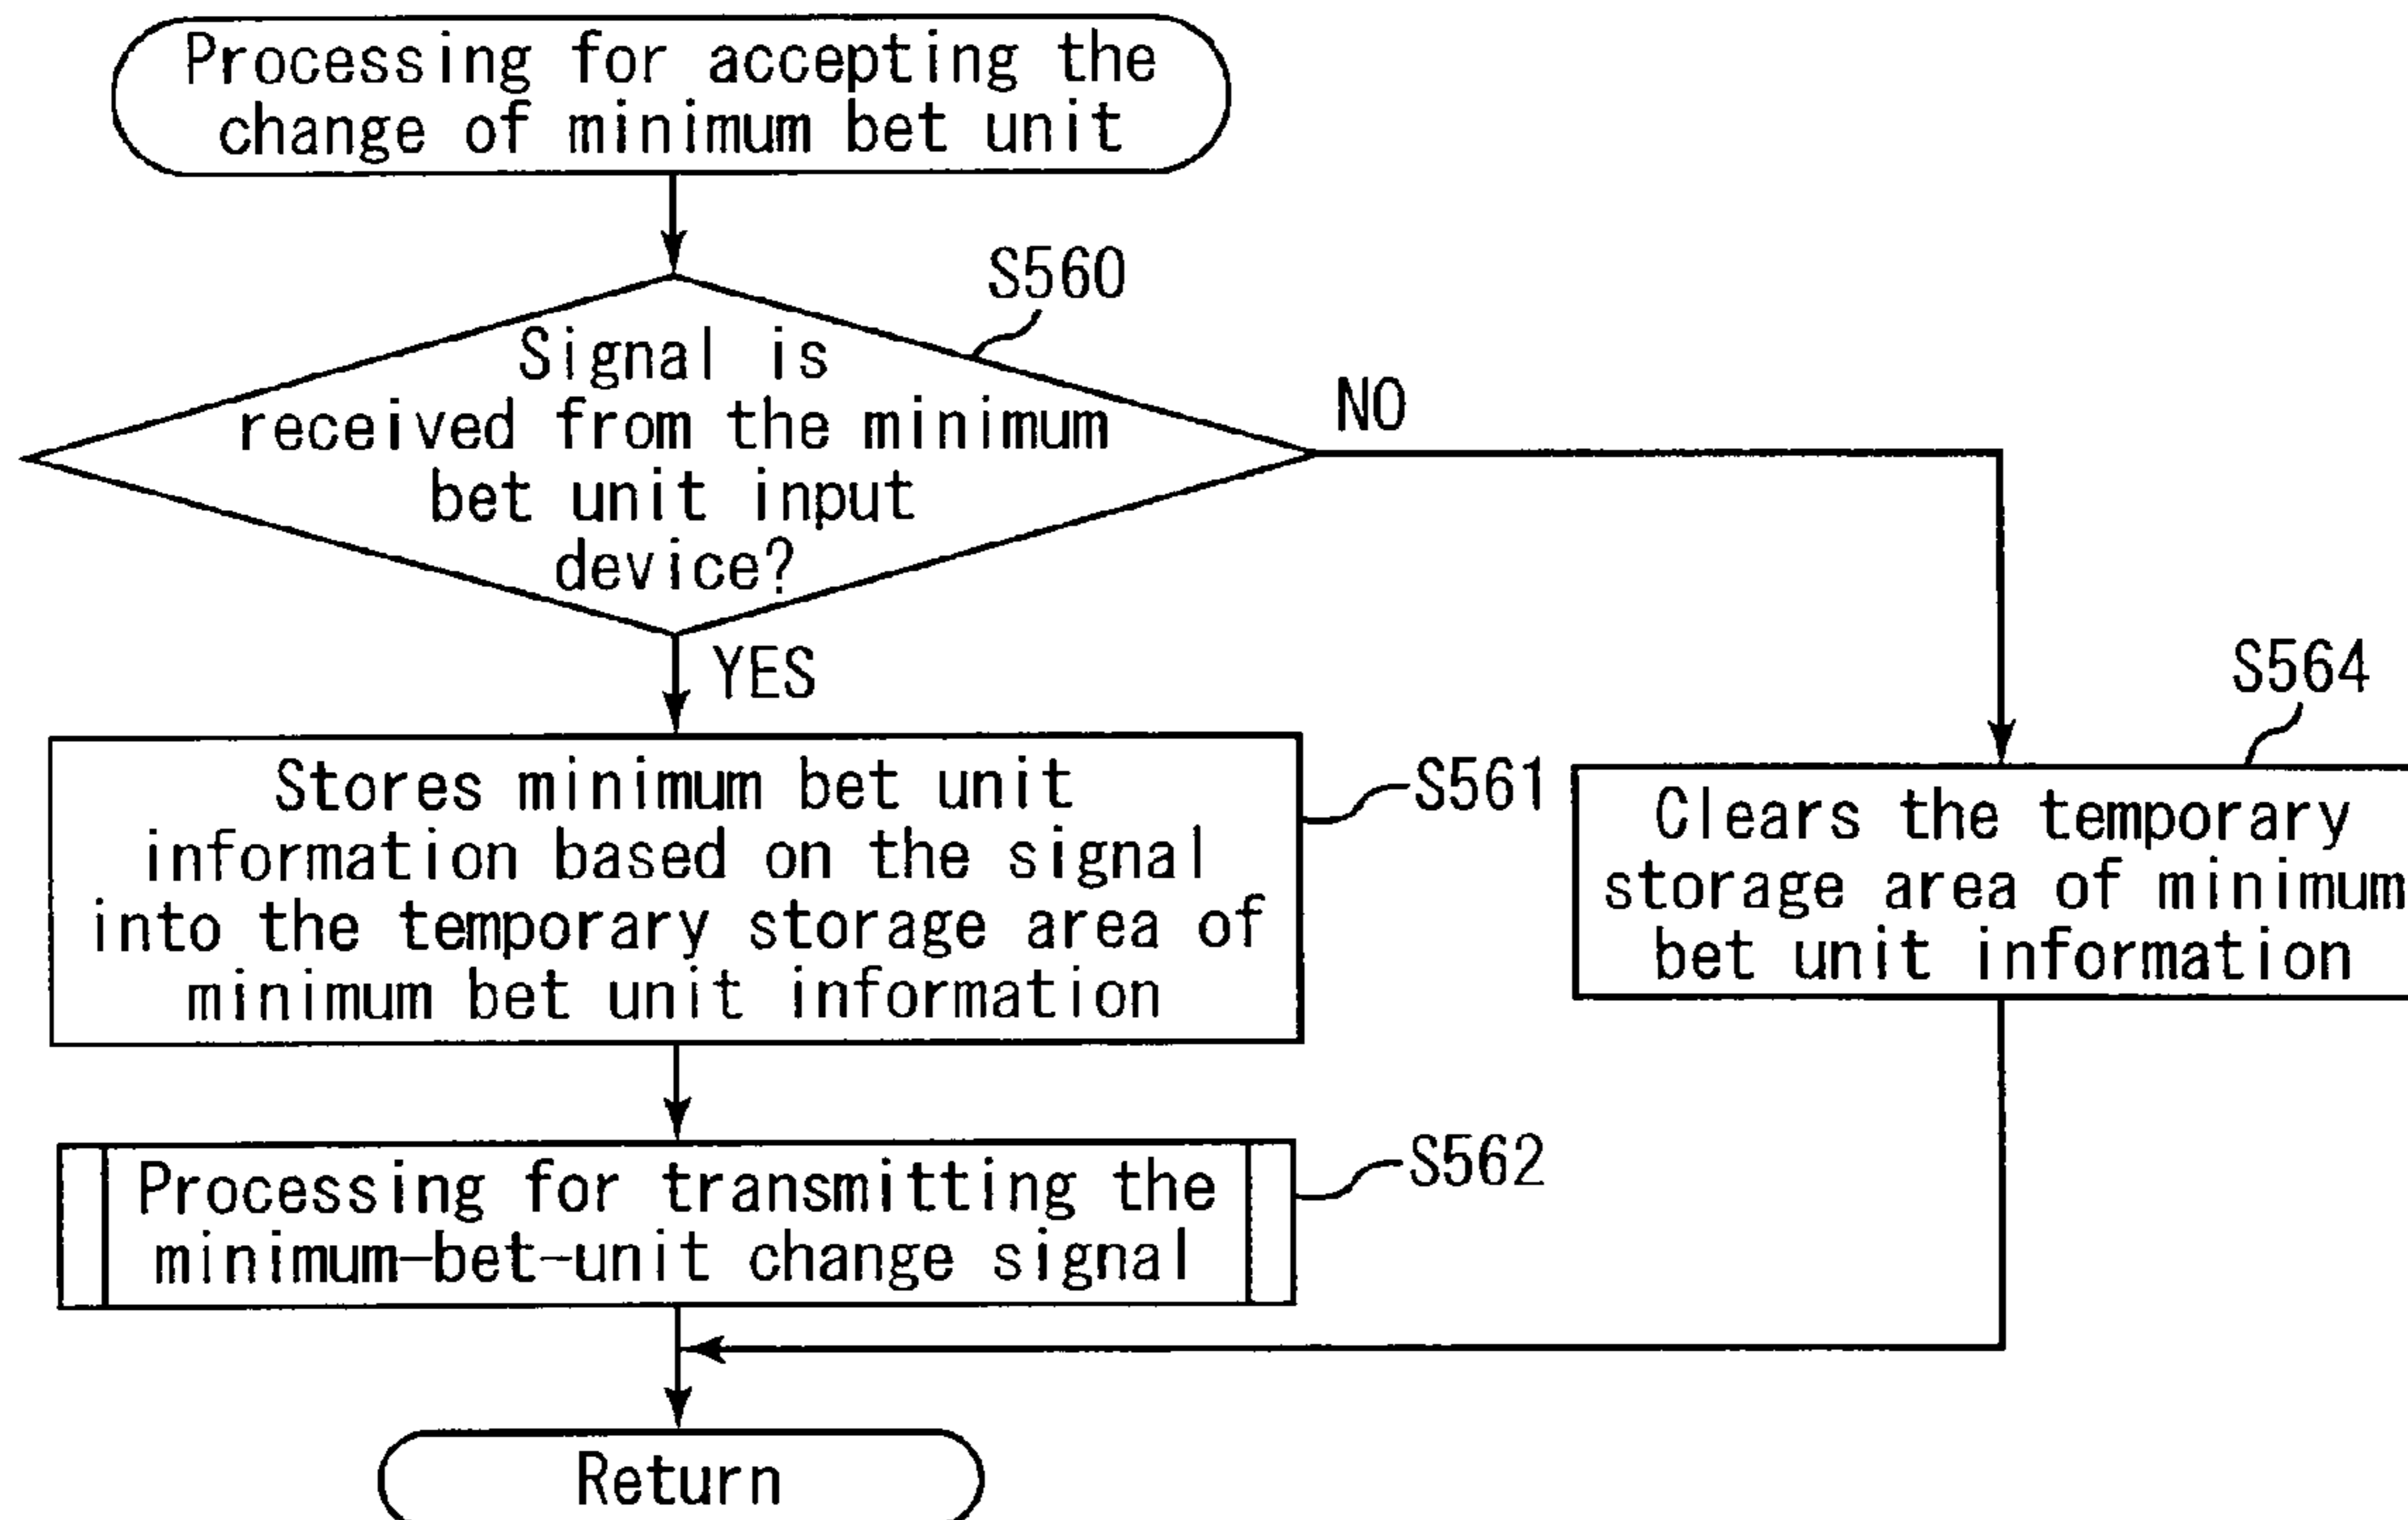 Processing for accepting the
change of minimum bet unit
S560
Signal is
received from the minimum
bet unit input
device?
NO
YES
S564
Stores minimum bet unit
information based on the signal
into the temporary storage area of
minimum bet unit information
S561
Clears the temporary
storage area of minimum
bet unit information
Processing for transmitting the
minimum-bet-unit change signal
S562
Return